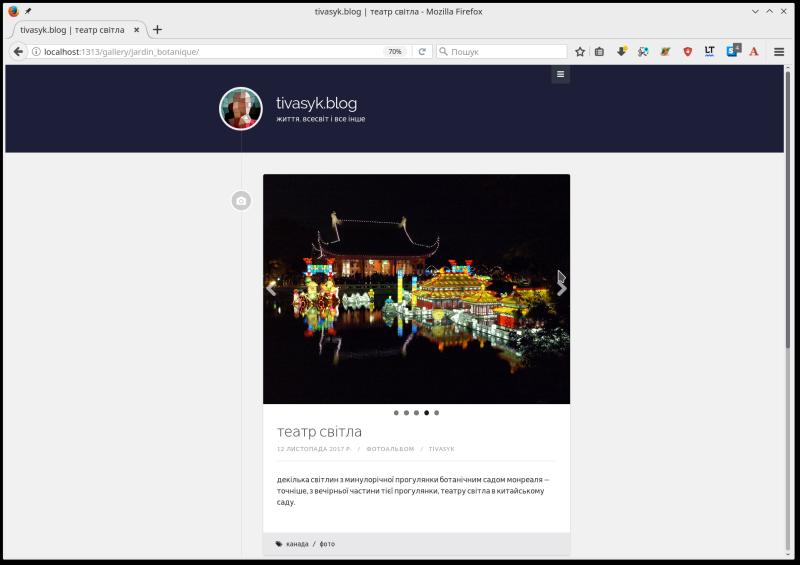 tivasyk.blog | театр світла - Mozilla Firefox
tivasyk.blog | театр світла
localhost:1313/gallery/jardin_botanique/
70%
Пошук
LT
4
A
tivasyk.blog
життя, всесвіт і все інше
театр світла
12 ЛИСТОПАДА 2017 Р. / ФОТОАЛЬБОМ / TIVASYK
декілька світлин з минулорічної прогулянки ботанічним садом монреаля —
точніше, з вечірньої частини тієї прогулянки, театру світла в китайському
саду.
канада / фото